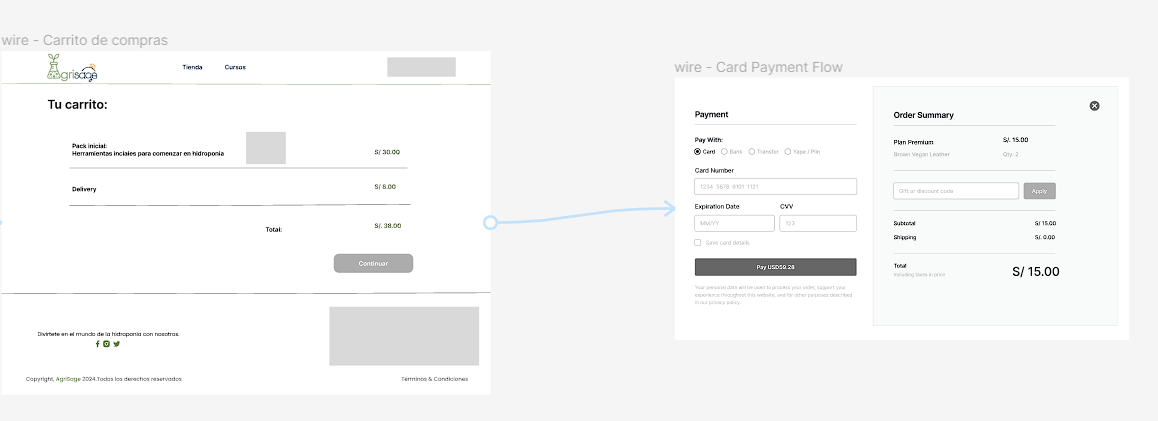 wire - Carrito de compras
grisage
Tienda
Cursos
Tu carrito:
Pack inicial:
Herramientas inciales para comenzar en hidroponía
S/ 30.00
Delivery
S/ 8.00
Total:
S/. 38.00
Continuar
Divirtete en el mundo de la hidroponía con nosotros.
Copyright, AgriSage 2024.Todos los derechos reservados
Términos & Condiciones
wire - Card Payment Flow
Payment
Pay With:
Card
Bank
Transfer
Yape / Plin
Card Number
1234 5678 9101 1121
Expiration Date
CVV
MM/YY
123
Save card details
Pay USD59.28
Your personal data will be used to process your order, support your
experience throughout this website, and for other purposes described
in our privacy policy.
Order Summary
Plan Premium
S/. 15.00
Brown Vegan Leather
Qty: 2
Gift or discount code
Apply
Subtotal
S/ 15.00
Shipping
S/. 0.00
Total
Including taxes in price
S/ 15.00